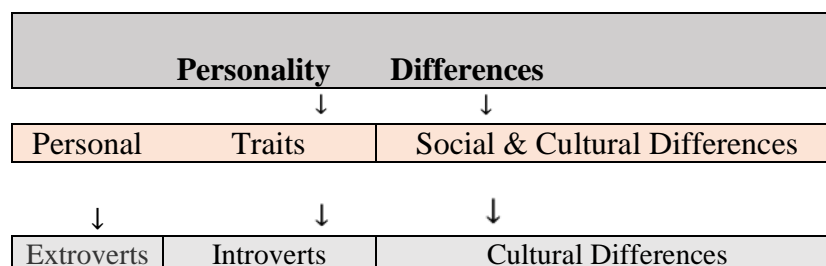 Personality Differences
↓ ↓
Personal Traits Social & Cultural Differences
↓ ↓ ↓
Extroverts Introverts Cultural Differences